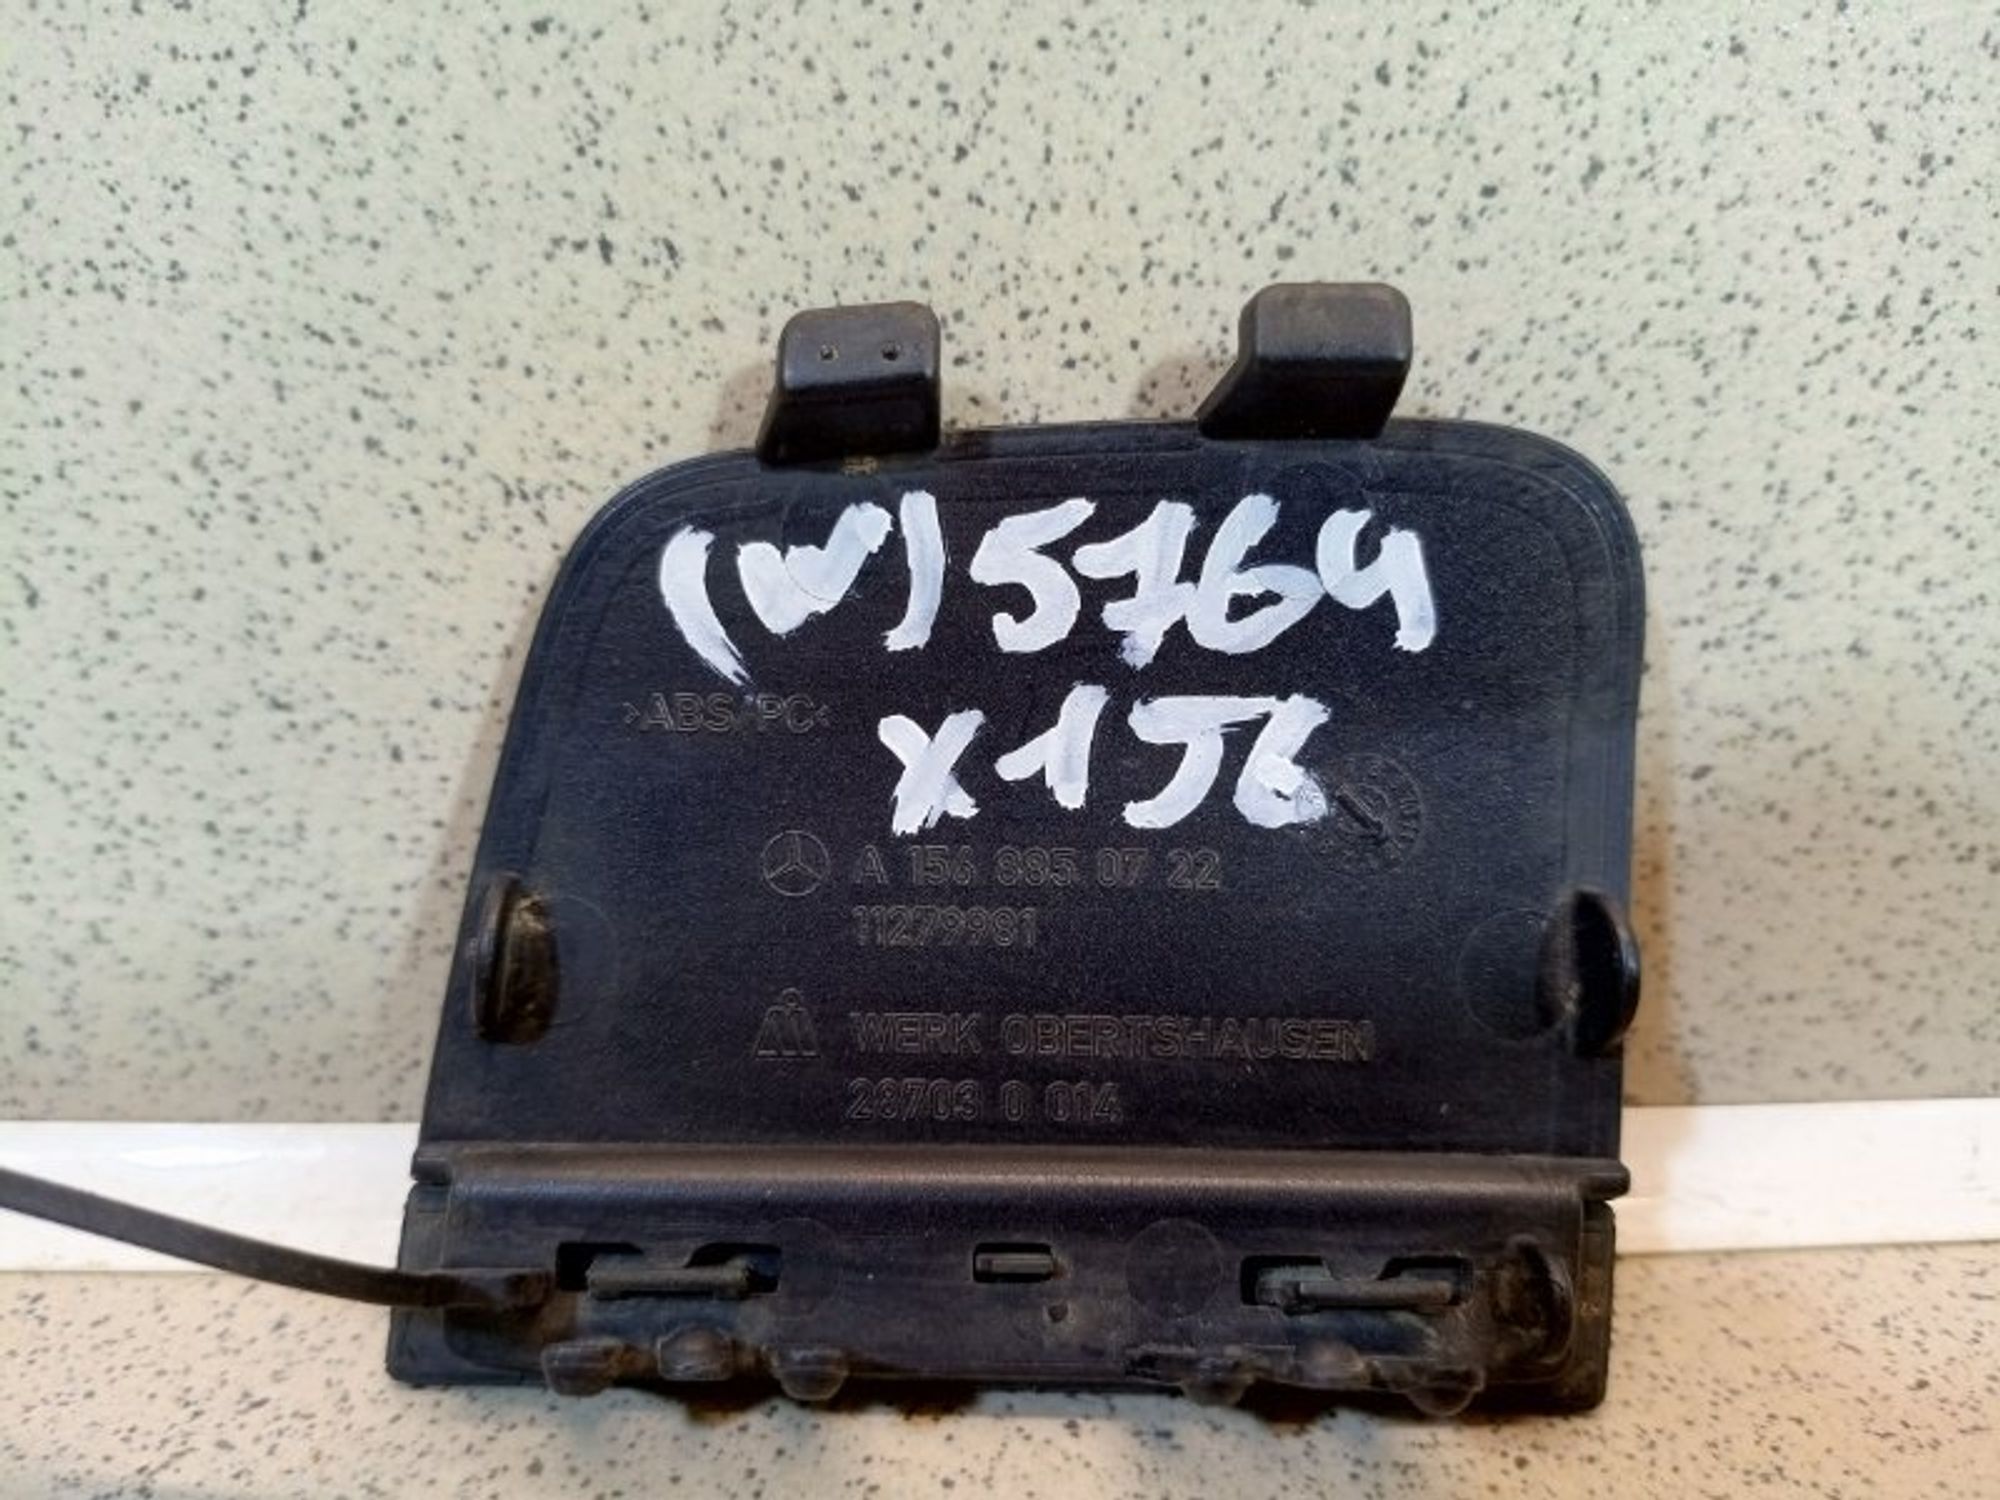 (W) 5764
X156
>ABS/PC<
A 156 885 07 22
11279981
WERK OBERTSHAUSEN
28703 0 014